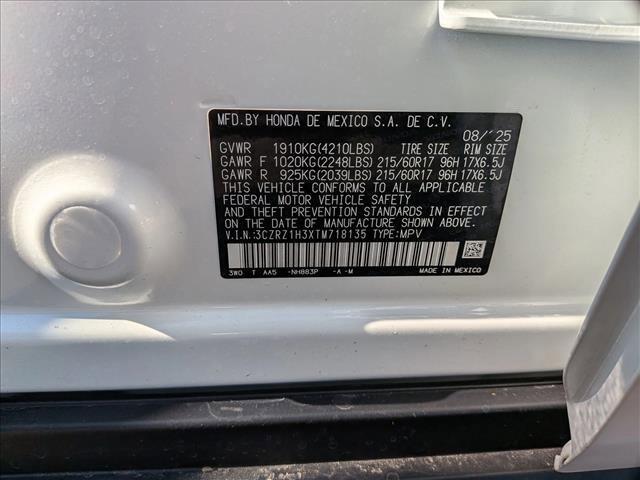 MFD.BY HONDA DE MEXICO S.A. DE C.V.
08/'25
GVWR 1910KG(4210LBS) TIRE SIZE RIM SIZE
GAWR F 1020KG(2248LBS) 215/60R17 96H 17X6.5J
GAWR R 925KG(2039LBS) 215/60R17 96H 17X6.5J
THIS VEHICLE CONFORMS TO ALL APPLICABLE
FEDERAL MOTOR VEHICLE SAFETY
AND THEFT PREVENTION STANDARDS IN EFFECT
ON THE DATE OF MANUFACTURE SHOWN ABOVE.
V.I.N.:3CZRZ1H3XTM718135 TYPE:MPV
3W0 T AA5 -NH883P -A -M